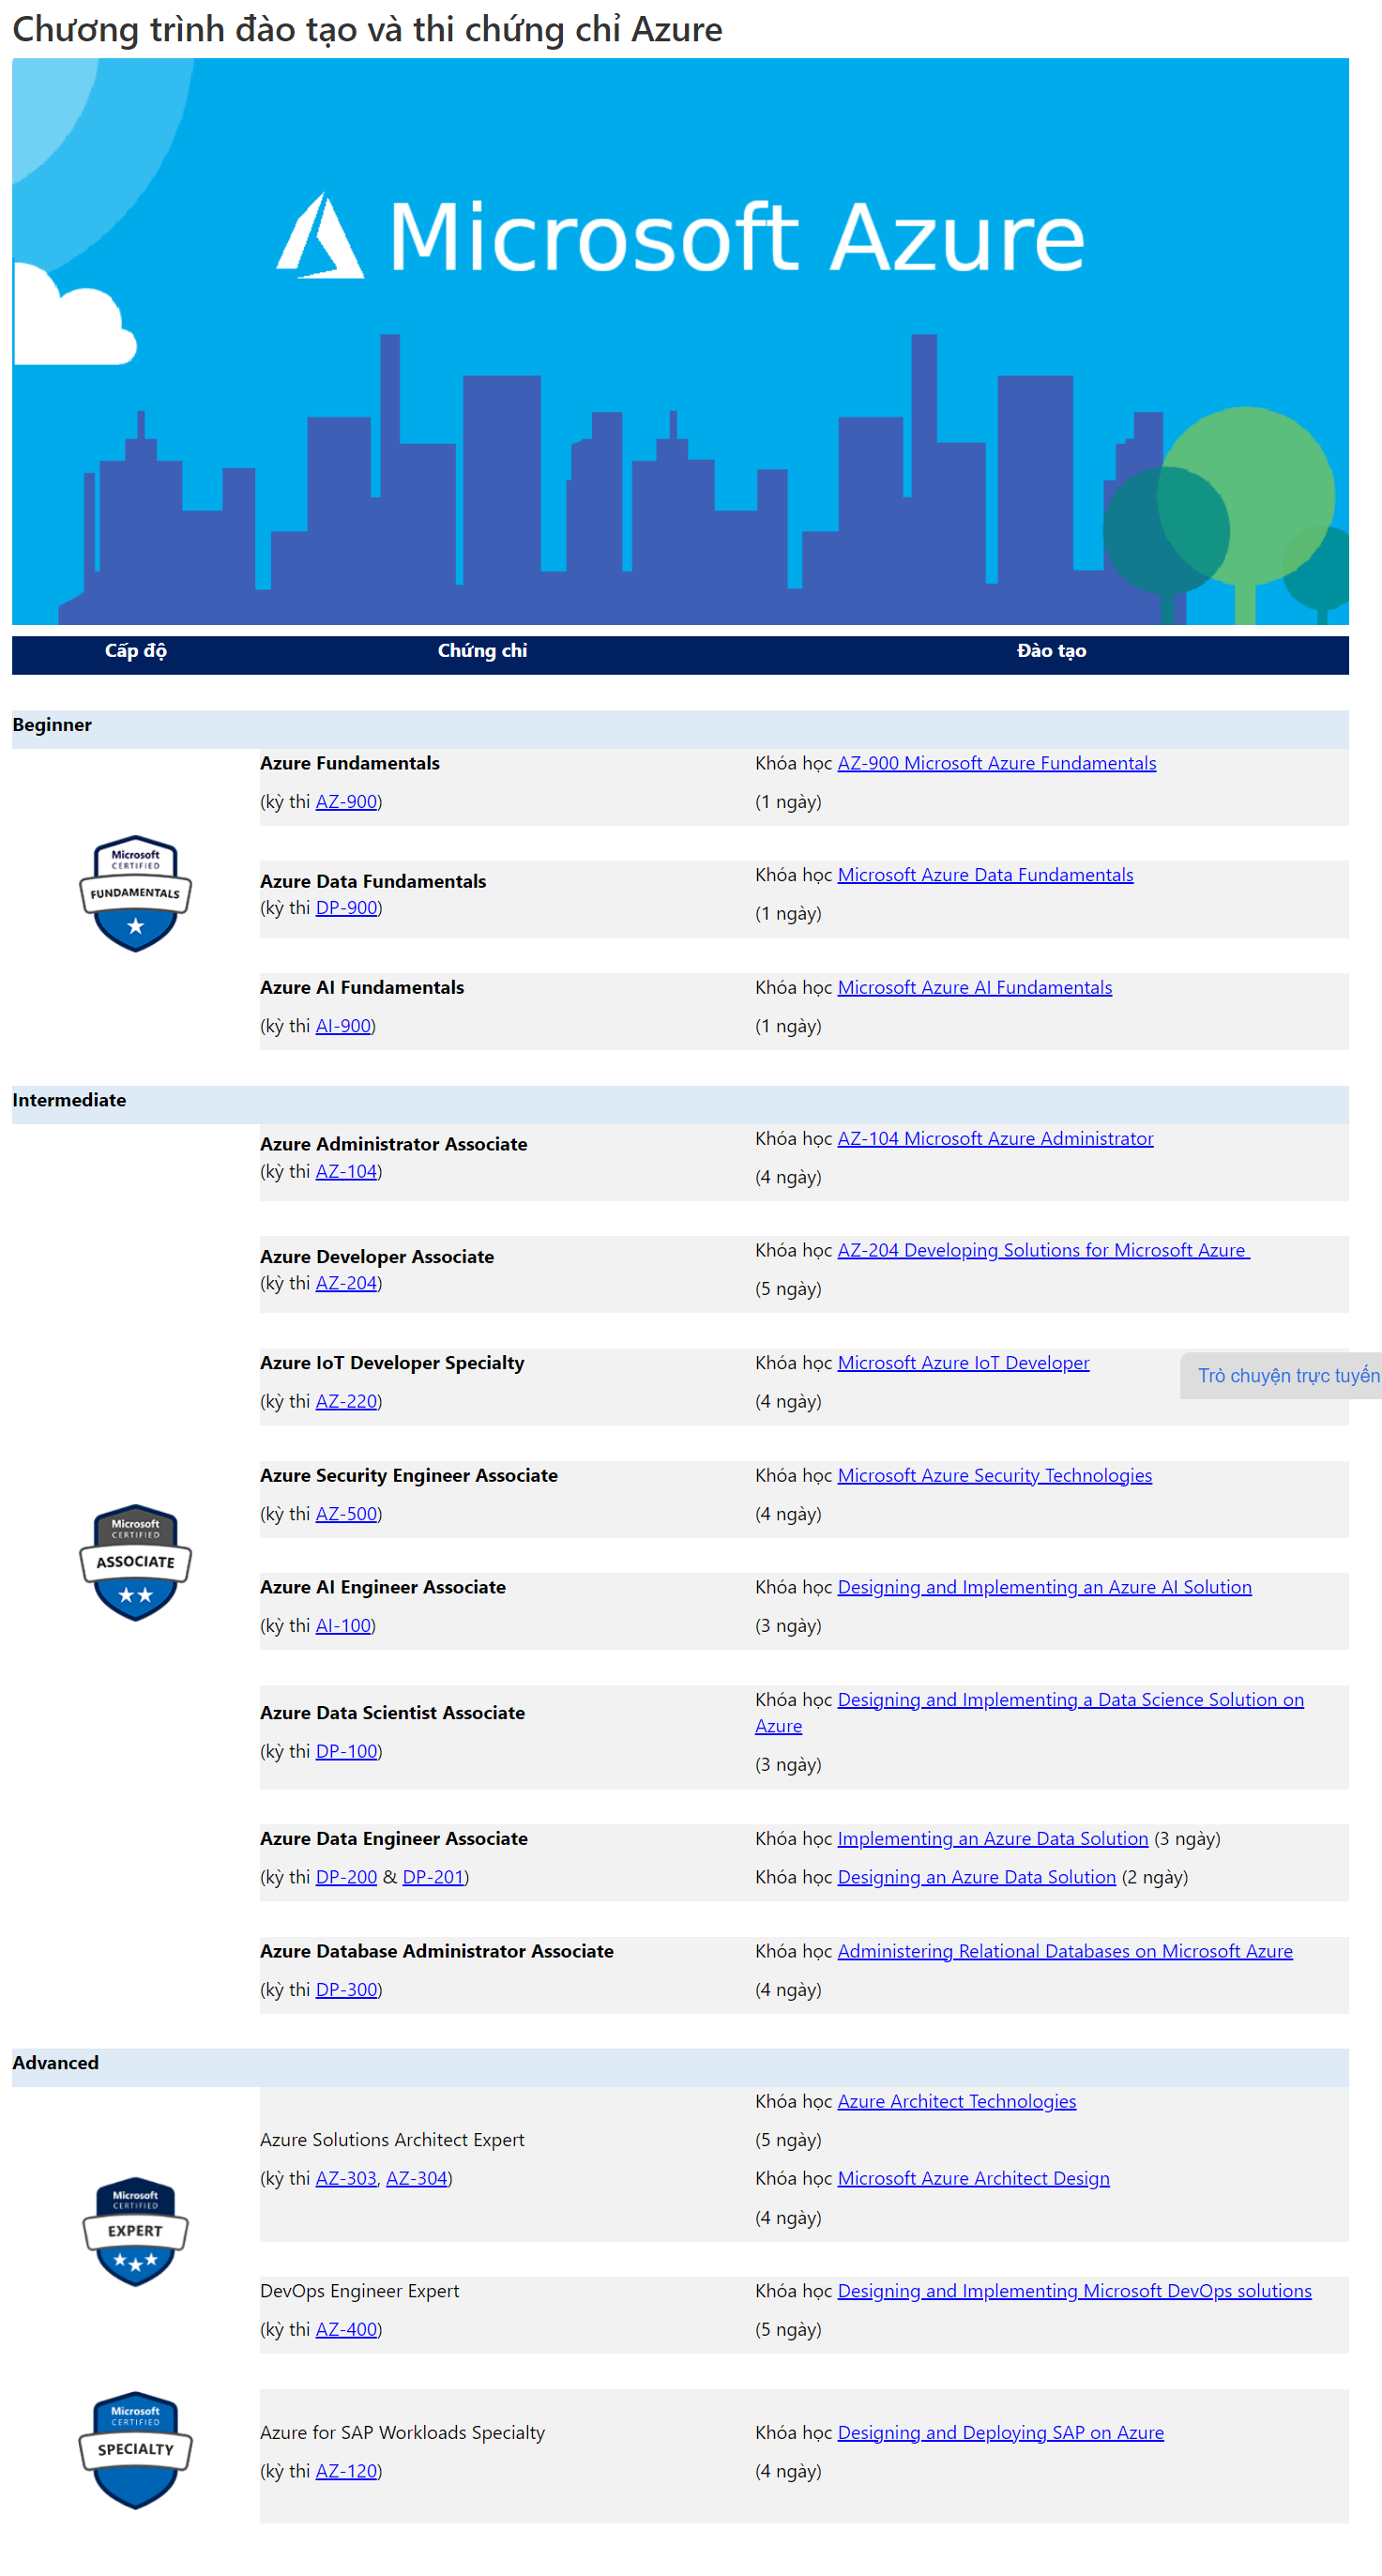 Chương trình đào tạo và thi chứng chỉ Azure
Microsoft Azure
Cấp độ Chứng chỉ Đào tạo
Beginner
Microsoft
CERTIFIED
FUNDAMENTALS
Azure Fundamentals
(kỳ thi AZ-900)
Khóa học AZ-900 Microsoft Azure Fundamentals
(1 ngày)
Azure Data Fundamentals
(kỳ thi DP-900)
Khóa học Microsoft Azure Data Fundamentals
(1 ngày)
Azure AI Fundamentals
(kỳ thi AI-900)
Khóa học Microsoft Azure AI Fundamentals
(1 ngày)
Intermediate
Microsoft
CERTIFIED
ASSOCIATE
Azure Administrator Associate
(kỳ thi AZ-104)
Khóa học AZ-104 Microsoft Azure Administrator
(4 ngày)
Azure Developer Associate
(kỳ thi AZ-204)
Khóa học AZ-204 Developing Solutions for Microsoft Azure
(5 ngày)
Azure IoT Developer Specialty
(kỳ thi AZ-220)
Khóa học Microsoft Azure IoT Developer
(4 ngày)
Trò chuyện trực tuyến
Azure Security Engineer Associate
(kỳ thi AZ-500)
Khóa học Microsoft Azure Security Technologies
(4 ngày)
Azure AI Engineer Associate
(kỳ thi AI-100)
Khóa học Designing and Implementing an Azure AI Solution
(3 ngày)
Azure Data Scientist Associate
(kỳ thi DP-100)
Khóa học Designing and Implementing a Data Science Solution on
Azure
(3 ngày)
Azure Data Engineer Associate
(kỳ thi DP-200 & DP-201)
Khóa học Implementing an Azure Data Solution (3 ngày)
Khóa học Designing an Azure Data Solution (2 ngày)
Azure Database Administrator Associate
(kỳ thi DP-300)
Khóa học Administering Relational Databases on Microsoft Azure
(4 ngày)
Advanced
Microsoft
CERTIFIED
EXPERT
Azure Solutions Architect Expert
(kỳ thi AZ-303, AZ-304)
Khóa học Azure Architect Technologies
(5 ngày)
Khóa học Microsoft Azure Architect Design
(4 ngày)
DevOps Engineer Expert
(kỳ thi AZ-400)
Khóa học Designing and Implementing Microsoft DevOps solutions
(5 ngày)
Microsoft
CERTIFIED
SPECIALTY
Azure for SAP Workloads Specialty
(kỳ thi AZ-120)
Khóa học Designing and Deploying SAP on Azure
(4 ngày)